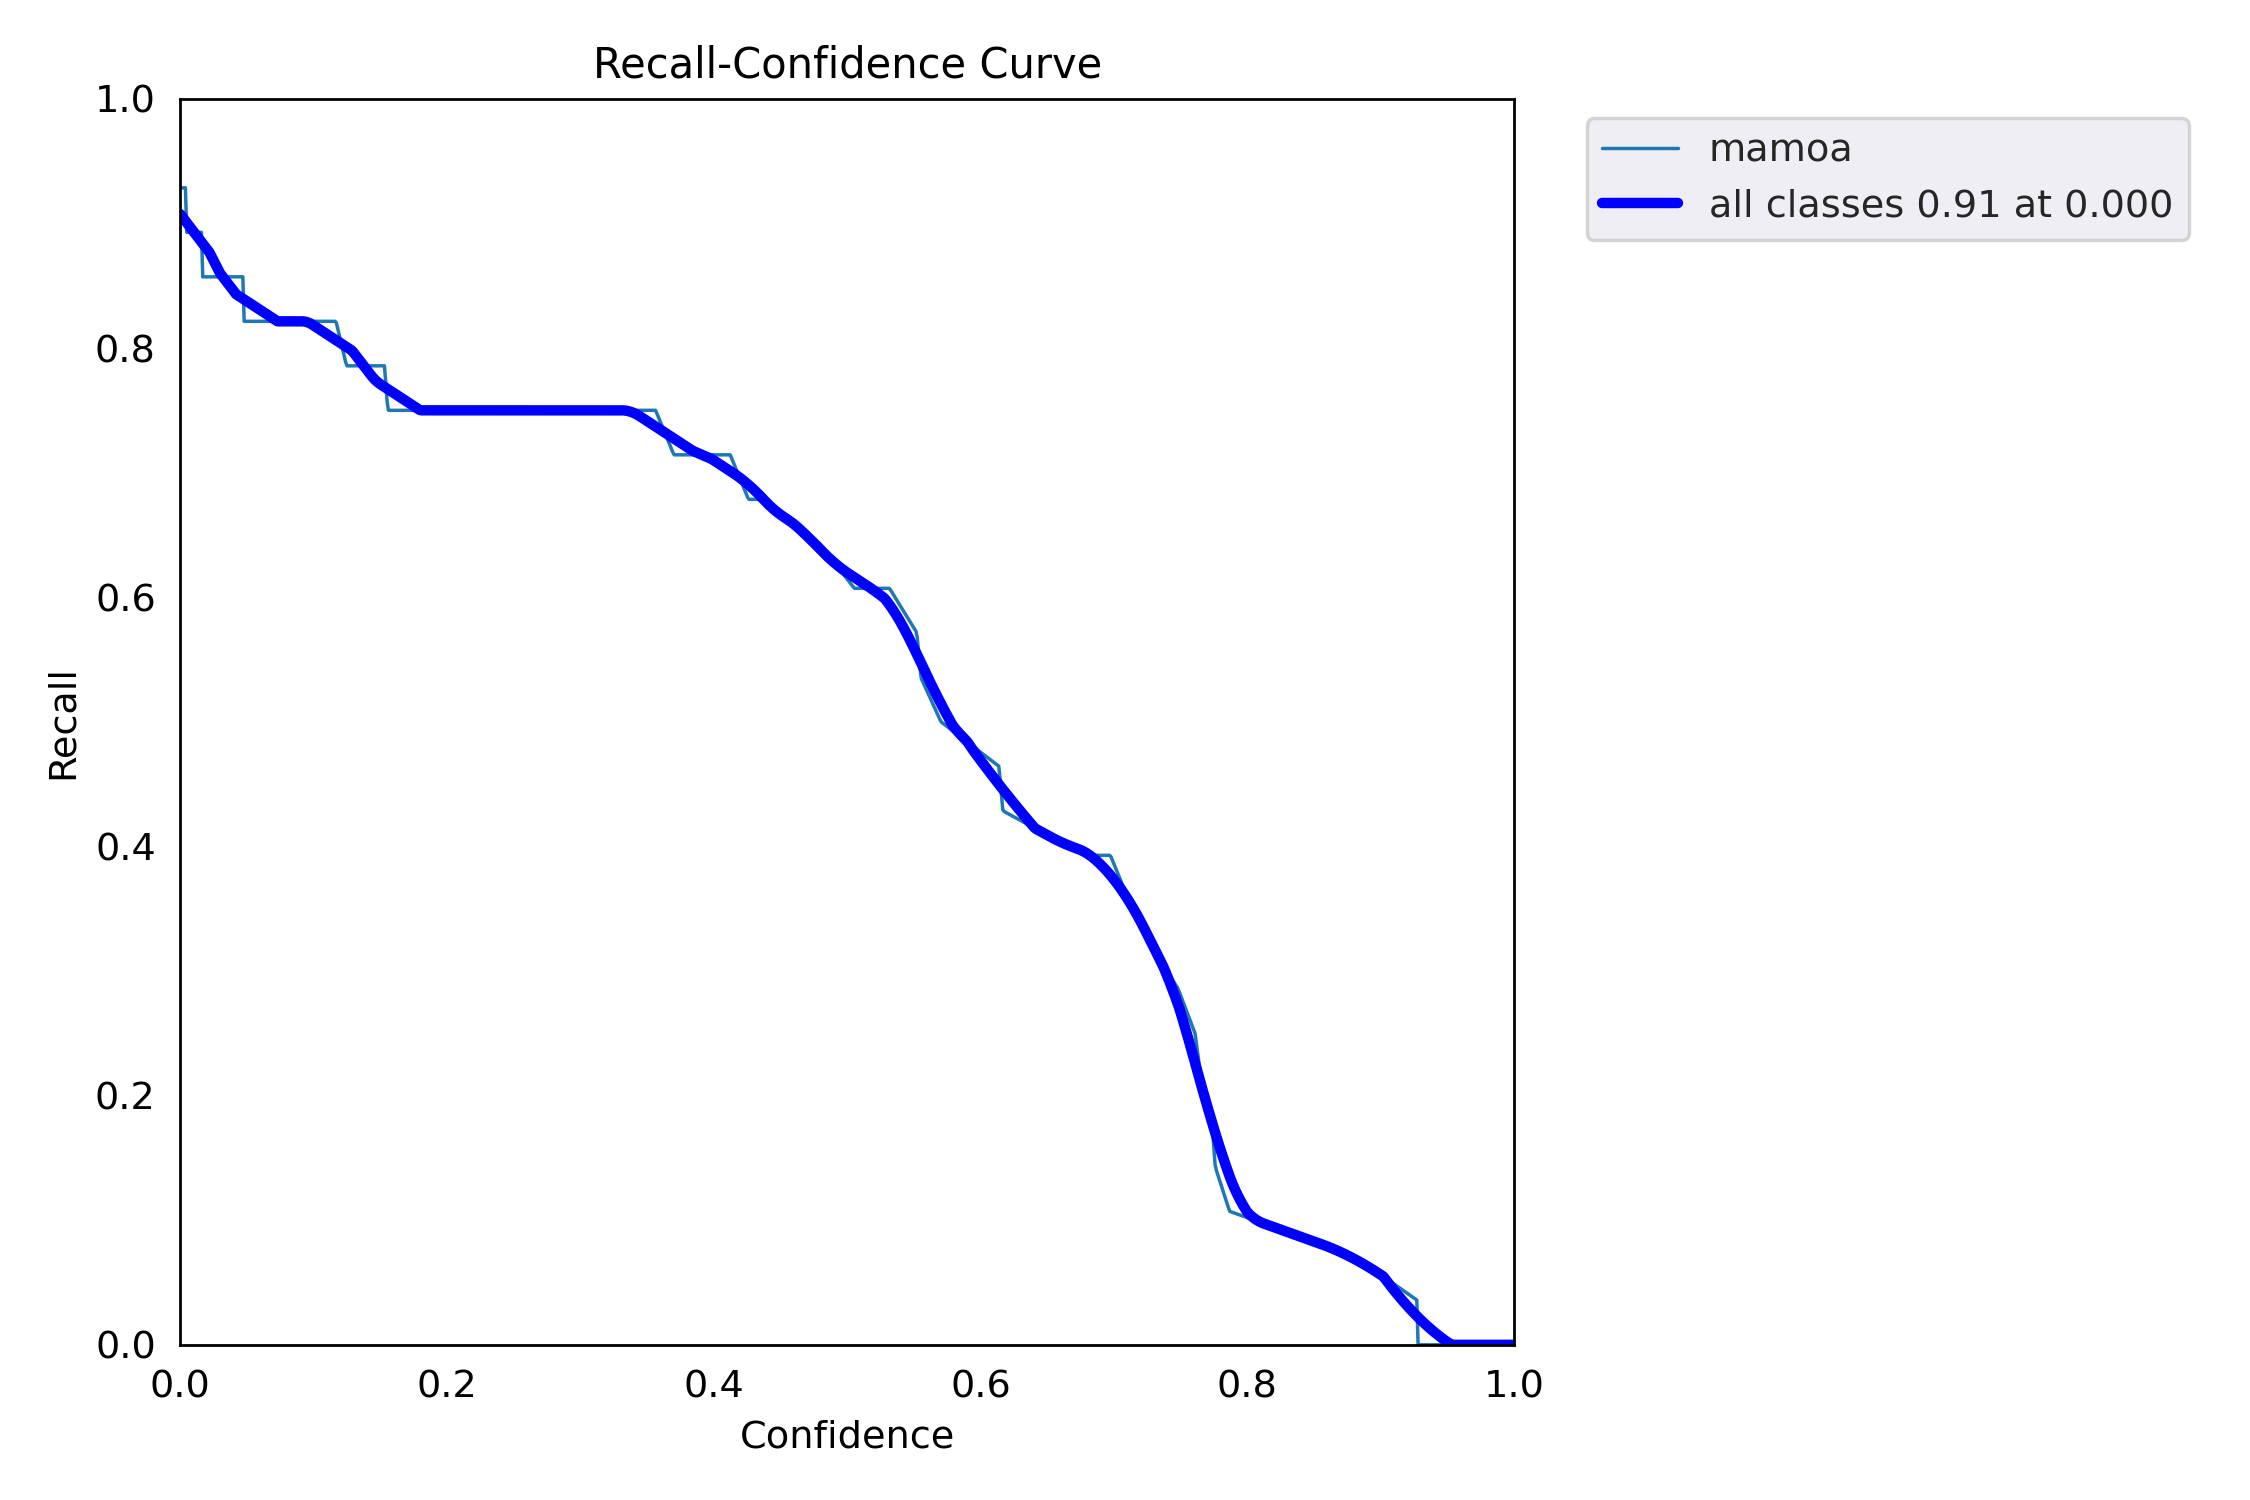 Recall-Confidence Curve
1.0
0.8
0.6
0.4
0.2
0.0
Recall
0.0 0.2 0.4 0.6 0.8 1.0
Confidence
mamoa
all classes 0.91 at 0.000